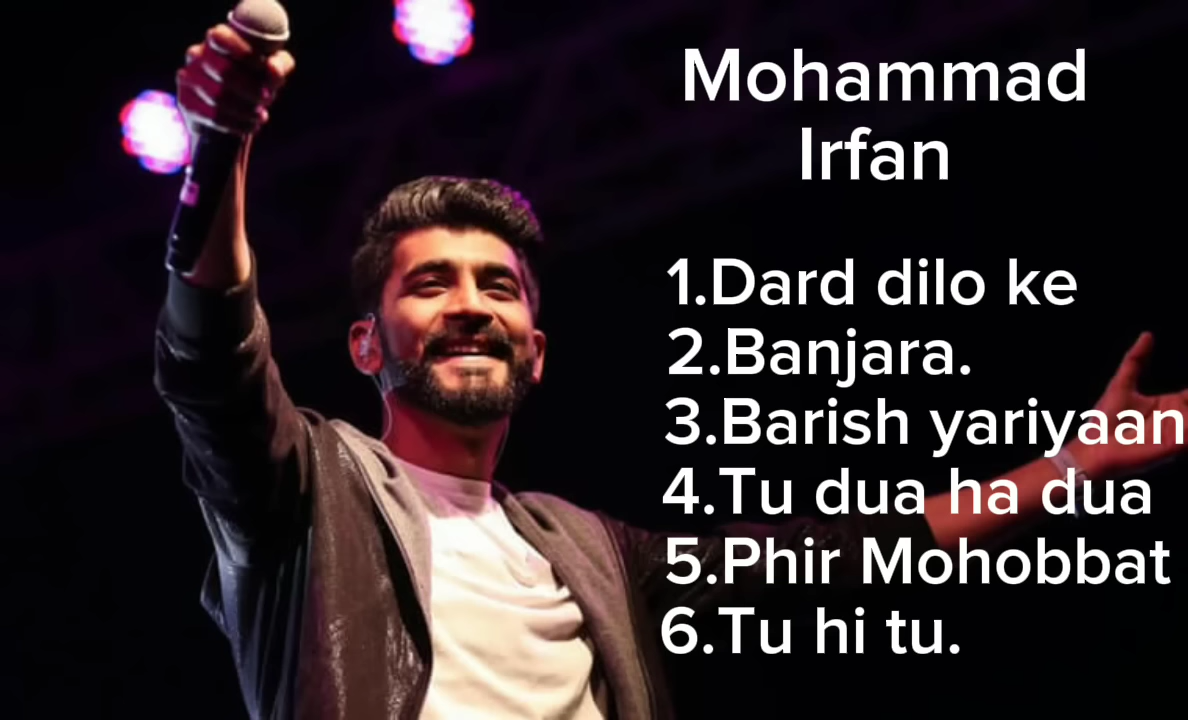 Mohammad
Irfan
1.Dard dilo ke
2.Banjara.
3.Barish yariyaan
4.Tu dua ha dua
5.Phir Mohobbat
6.Tu hi tu.